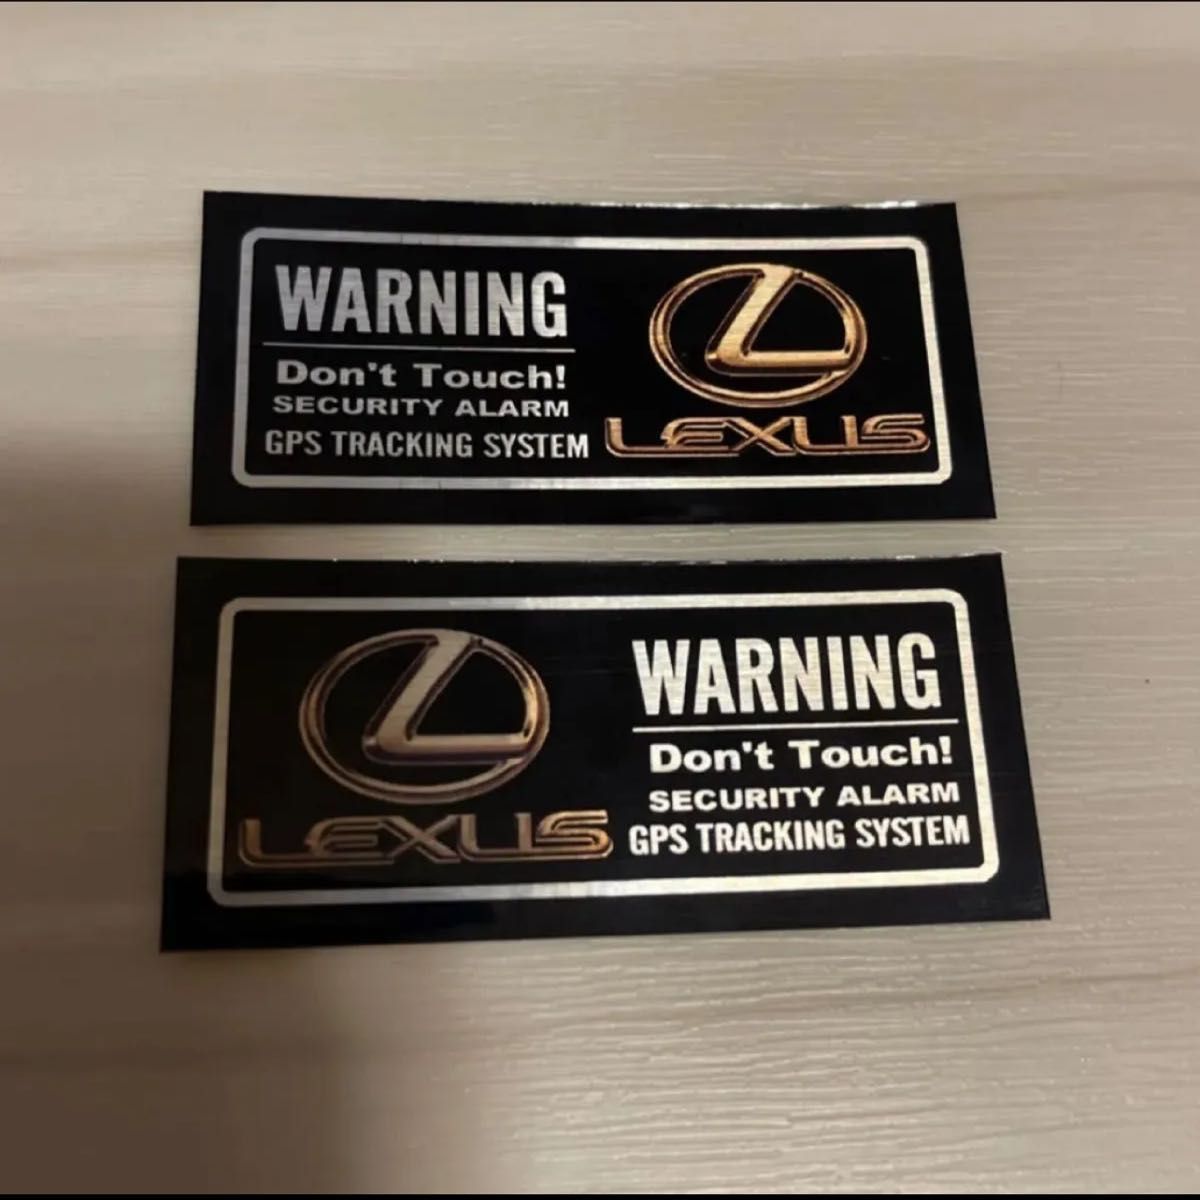 WARNING
Don't Touch!
SECURITY ALARM
GPS TRACKING SYSTEM
LEXUS
LEXUS
WARNING
Don't Touch!
SECURITY ALARM
GPS TRACKING SYSTEM